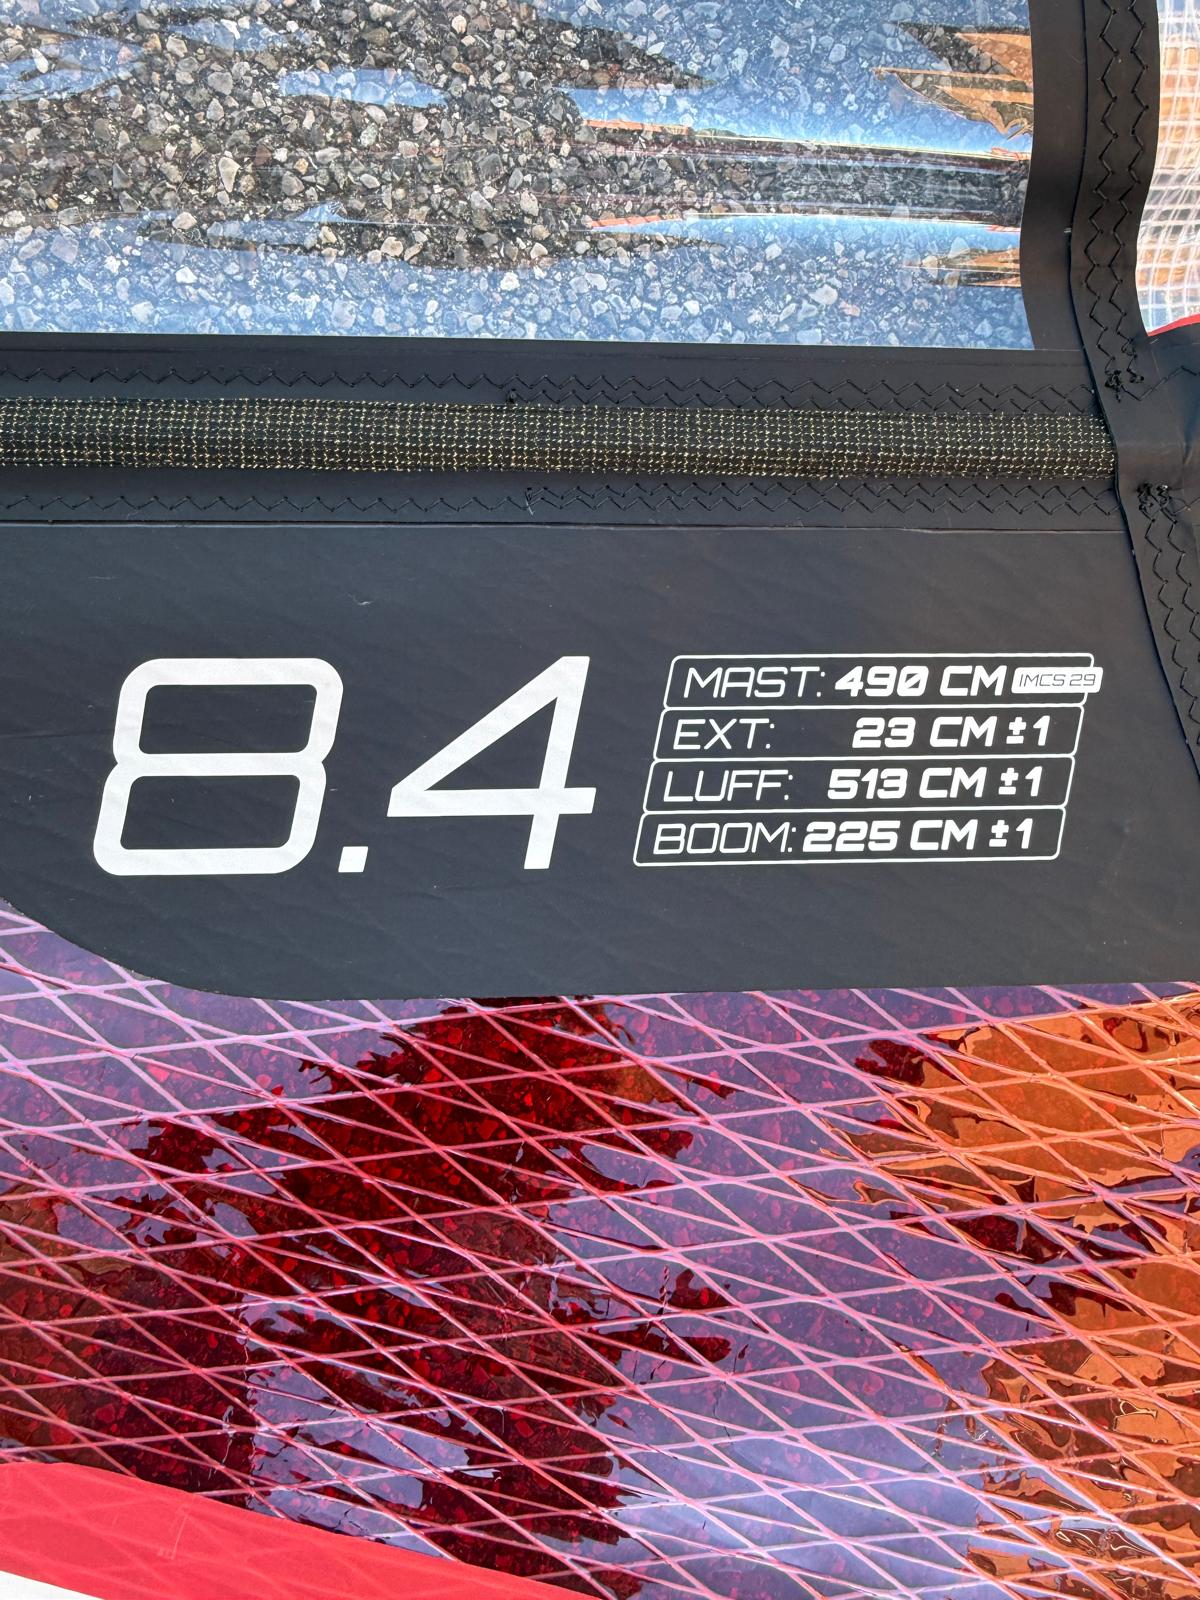 8.4
MAST: 490 CM IMCS 29
EXT: 23 CM ±1
LUFF: 513 CM ±1
BOOM: 225 CM ±1